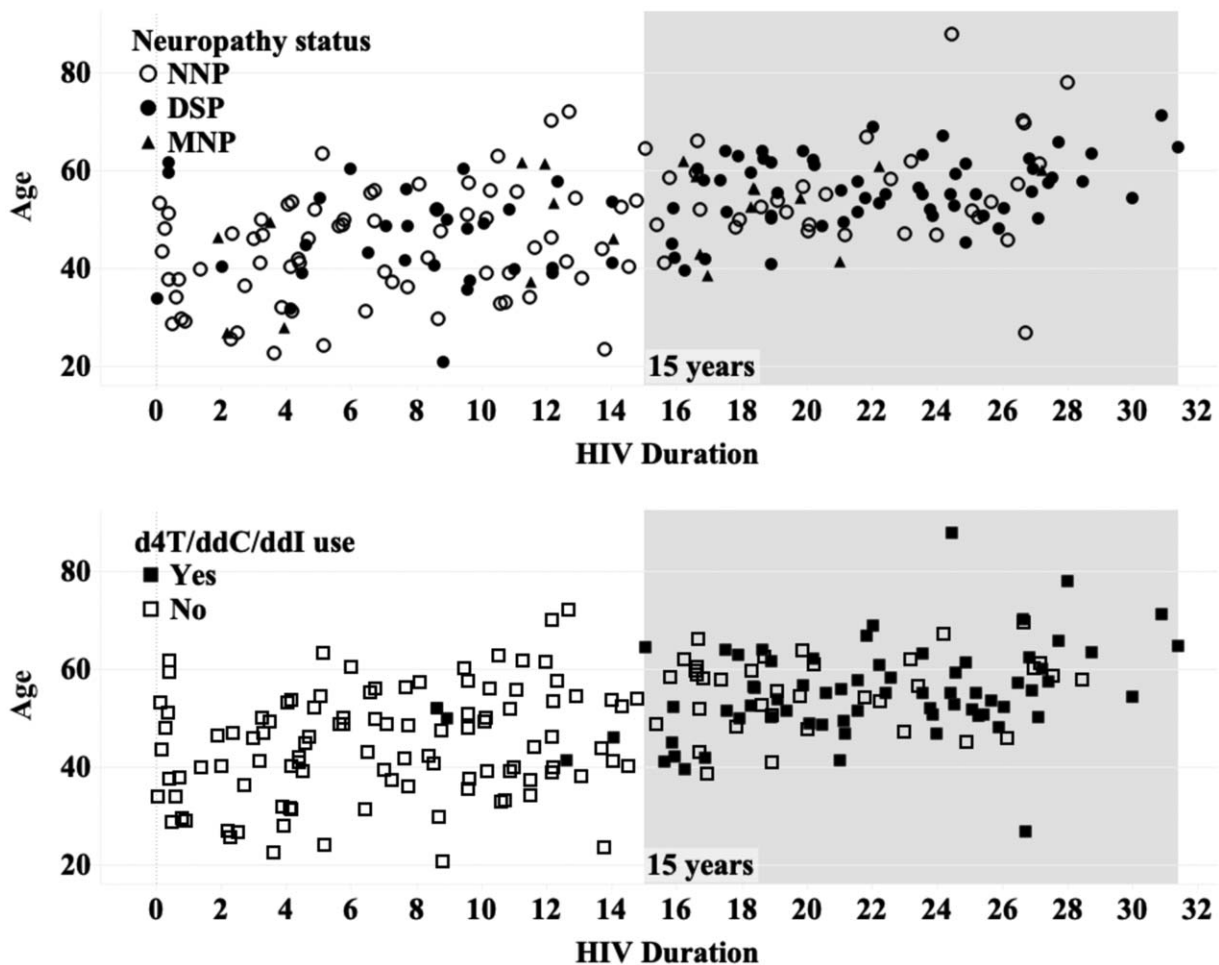 Neuropathy status
NNP
DSP
MNP
80
60
40
20
Age
15 years
0 2 4 6 8 10 12 14 16 18 20 22 24 26 28 30 32
HIV Duration
d4T/ddC/ddI use
Yes
No
80
60
40
20
Age
15 years
0 2 4 6 8 10 12 14 16 18 20 22 24 26 28 30 32
HIV Duration